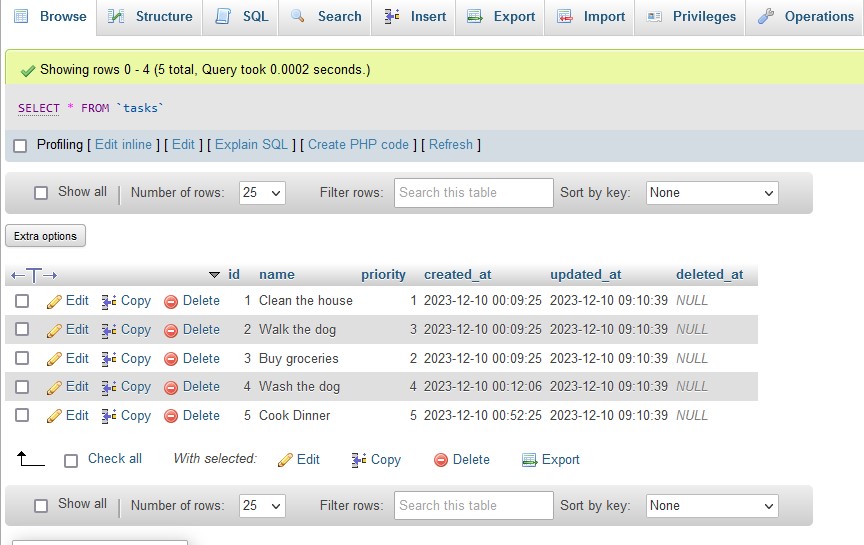 Browse Structure SQL Search Insert Export Import Privileges Operations
Showing rows 0 - 4 (5 total, Query took 0.0002 seconds.)
SELECT * FROM `tasks`
Profiling [ Edit inline ] [ Edit ] [ Explain SQL ] [ Create PHP code ] [ Refresh ]
Show all | Number of rows: 25 Filter rows: Search this table Sort by key: None
Extra options
←T→ id name priority created_at updated_at deleted_at
Edit Copy Delete 1 Clean the house 1 2023-12-10 00:09:25 2023-12-10 09:10:39 NULL
Edit Copy Delete 2 Walk the dog 3 2023-12-10 00:09:25 2023-12-10 09:10:39 NULL
Edit Copy Delete 3 Buy groceries 2 2023-12-10 00:09:25 2023-12-10 09:10:39 NULL
Edit Copy Delete 4 Wash the dog 4 2023-12-10 00:12:06 2023-12-10 09:10:39 NULL
Edit Copy Delete 5 Cook Dinner 5 2023-12-10 00:52:25 2023-12-10 09:10:39 NULL
Check all With selected: Edit Copy Delete Export
Show all | Number of rows: 25 Filter rows: Search this table Sort by key: None